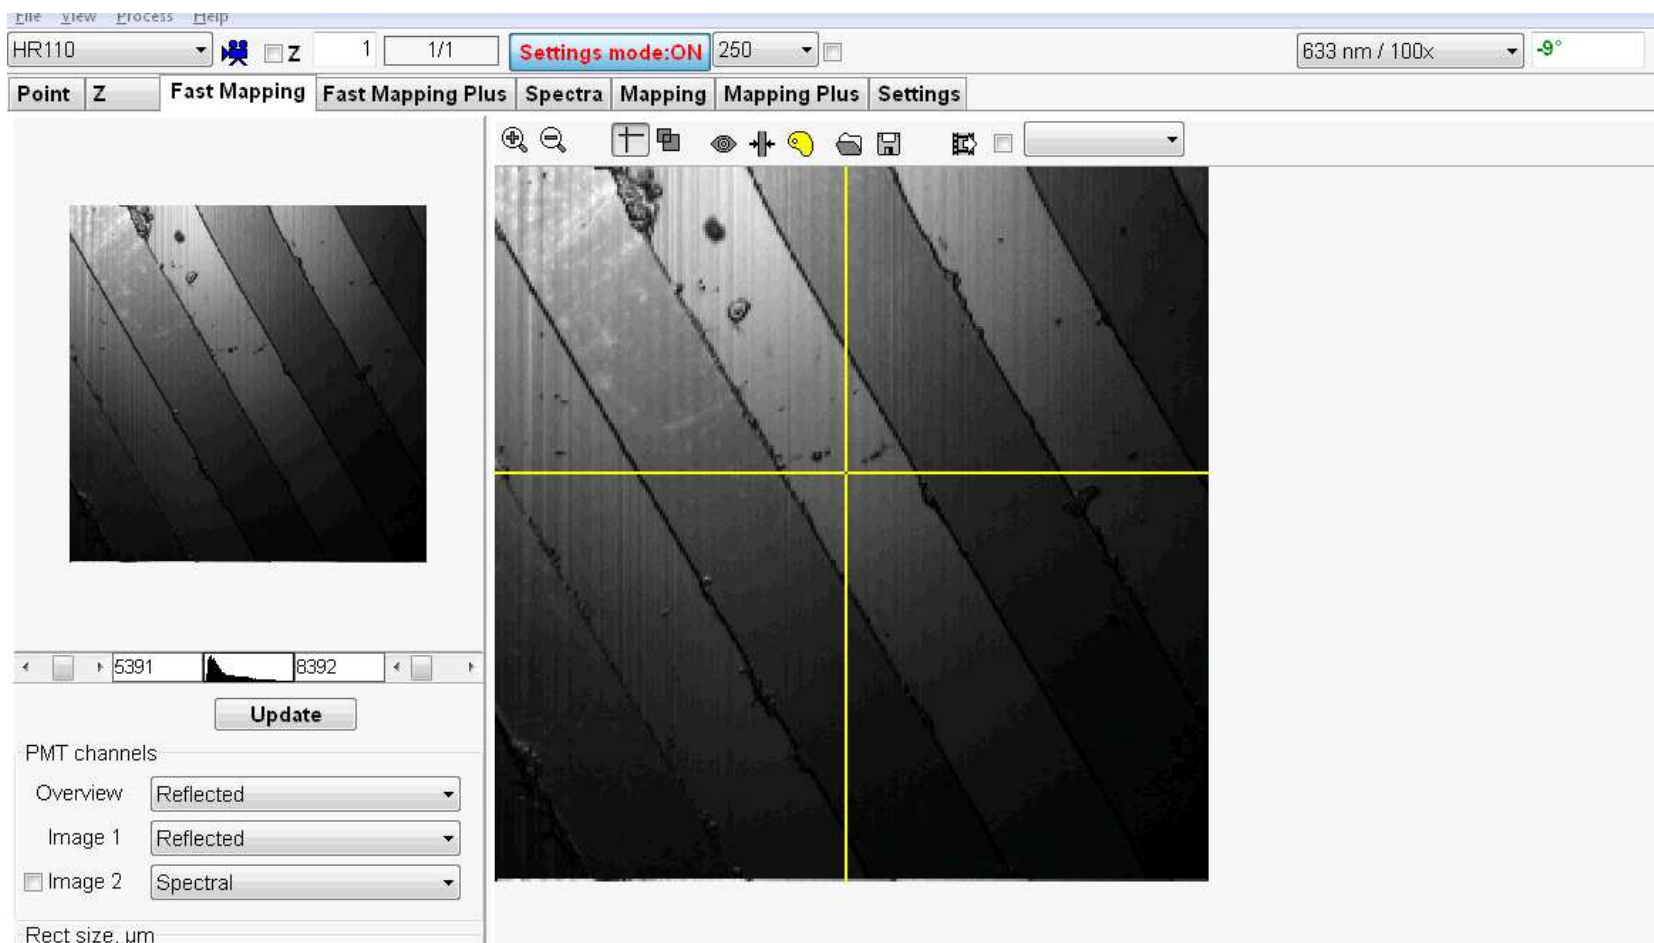 File View Process Help
HR110 Z 1 1/1 Settings mode:ON 250 633 nm / 100x -9°
Point Z Fast Mapping Fast Mapping Plus Spectra Mapping Mapping Plus Settings
5391 8392
Update
PMT channels
Overview Reflected
Image 1 Reflected
Image 2 Spectral
Rect size, µm